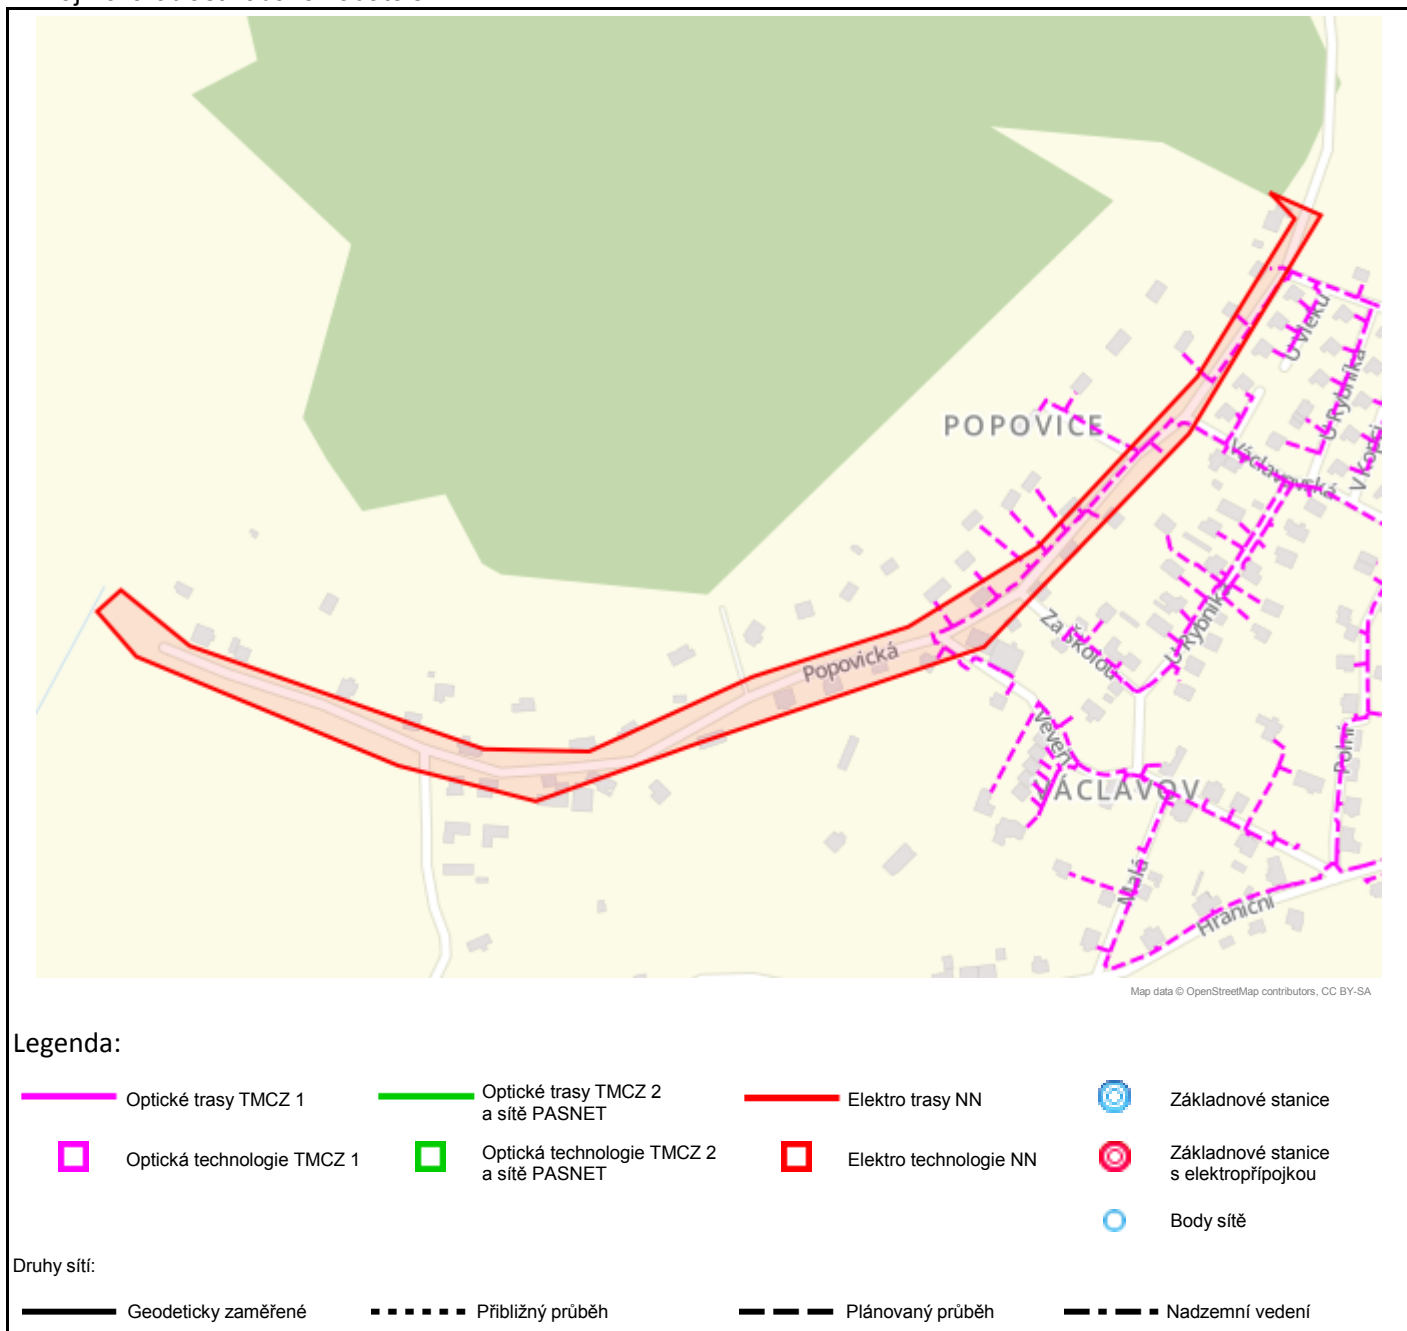 POPOVICE
U Vleku
U Rybníka
V Kopci
Václavovská
Za Školou
U Rybníka
Popovická
Veverí
VÁCLAVOV
Polní
Malá
Hraniční
Map data © OpenStreetMap contributors, CC BY-SA
Legenda:
Optické trasy TMCZ 1
Optické trasy TMCZ 2
a sítě PASNET
Elektro trasy NN
Základnové stanice
Optická technologie TMCZ 1
Optická technologie TMCZ 2
a sítě PASNET
Elektro technologie NN
Základnové stanice
s elektropřípojkou
Body sítě
Druhy sítí:
Geodeticky zaměřené
Přibližný průběh
Plánovaný průběh
Nadzemní vedení